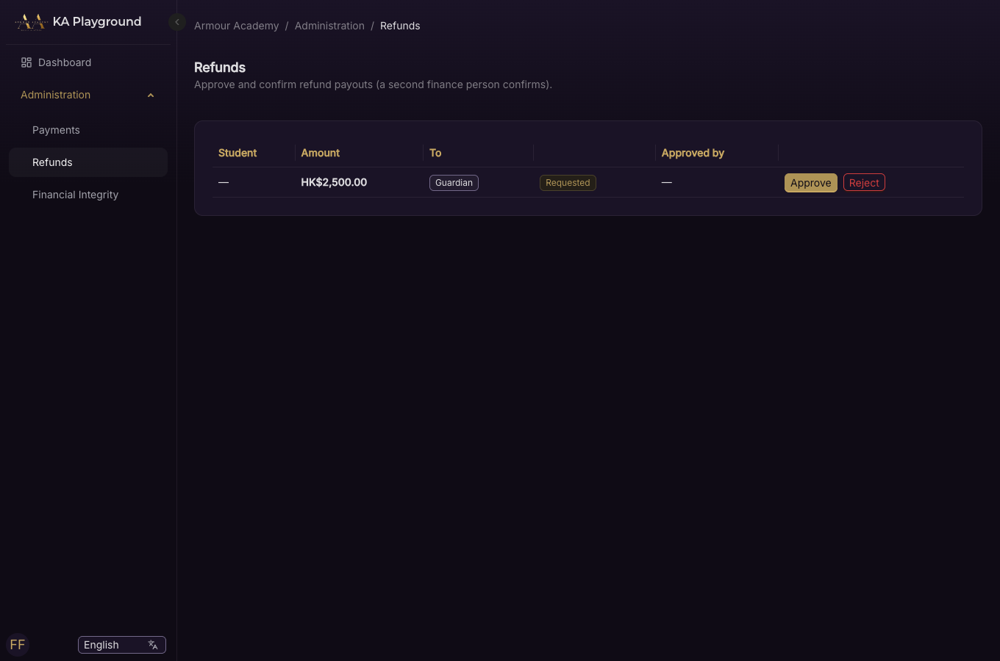 KA Playground
Armour Academy / Administration / Refunds
Dashboard
Administration
Payments
Refunds
Financial Integrity
Refunds
Approve and confirm refund payouts (a second finance person confirms).
Student Amount To Approved by
— HK$2,500.00 Guardian Requested — Approve Reject
FF
English